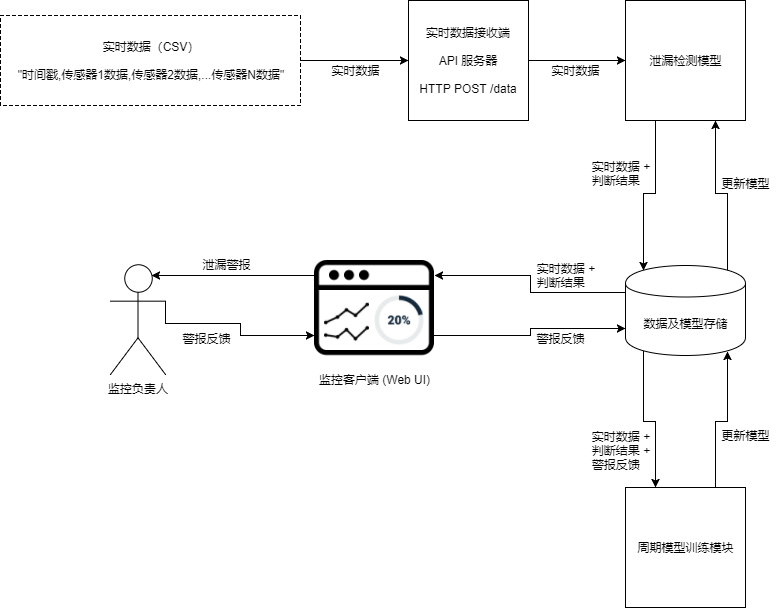 实时数据（CSV）
"时间戳,传感器1数据,传感器2数据,...传感器N数据"
实时数据
实时数据接收端
API 服务器
HTTP POST /data
实时数据
泄漏检测模型
实时数据 +
判断结果
更新模型
泄漏警报
20%
实时数据 +
判断结果
数据及模型存储
警报反馈
警报反馈
监控负责人
监控客户端 (Web UI)
实时数据 +
判断结果 +
警报反馈
更新模型
周期模型训练模块